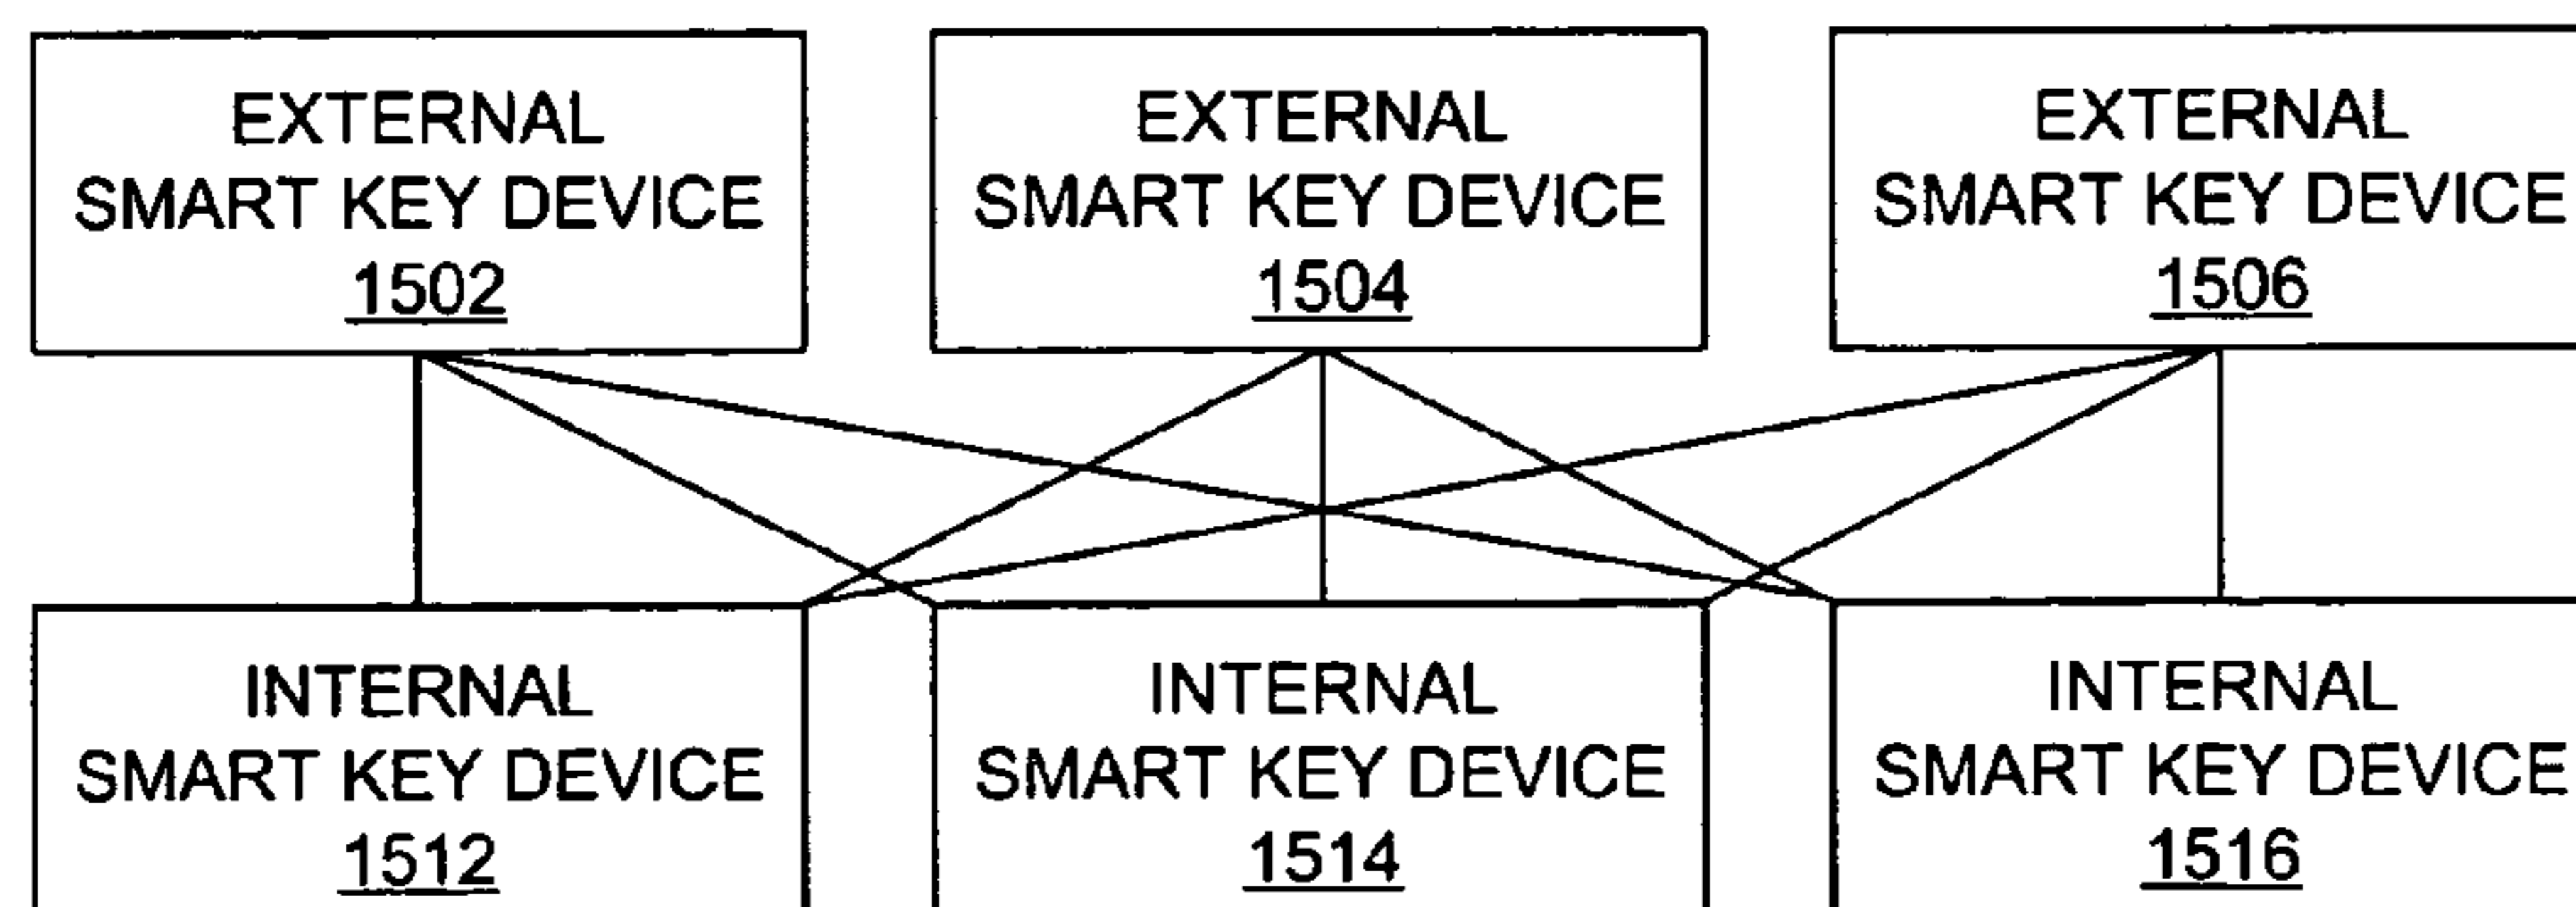 EXTERNAL
SMART KEY DEVICE
1502
EXTERNAL
SMART KEY DEVICE
1504
EXTERNAL
SMART KEY DEVICE
1506
INTERNAL
SMART KEY DEVICE
1512
INTERNAL
SMART KEY DEVICE
1514
INTERNAL
SMART KEY DEVICE
1516